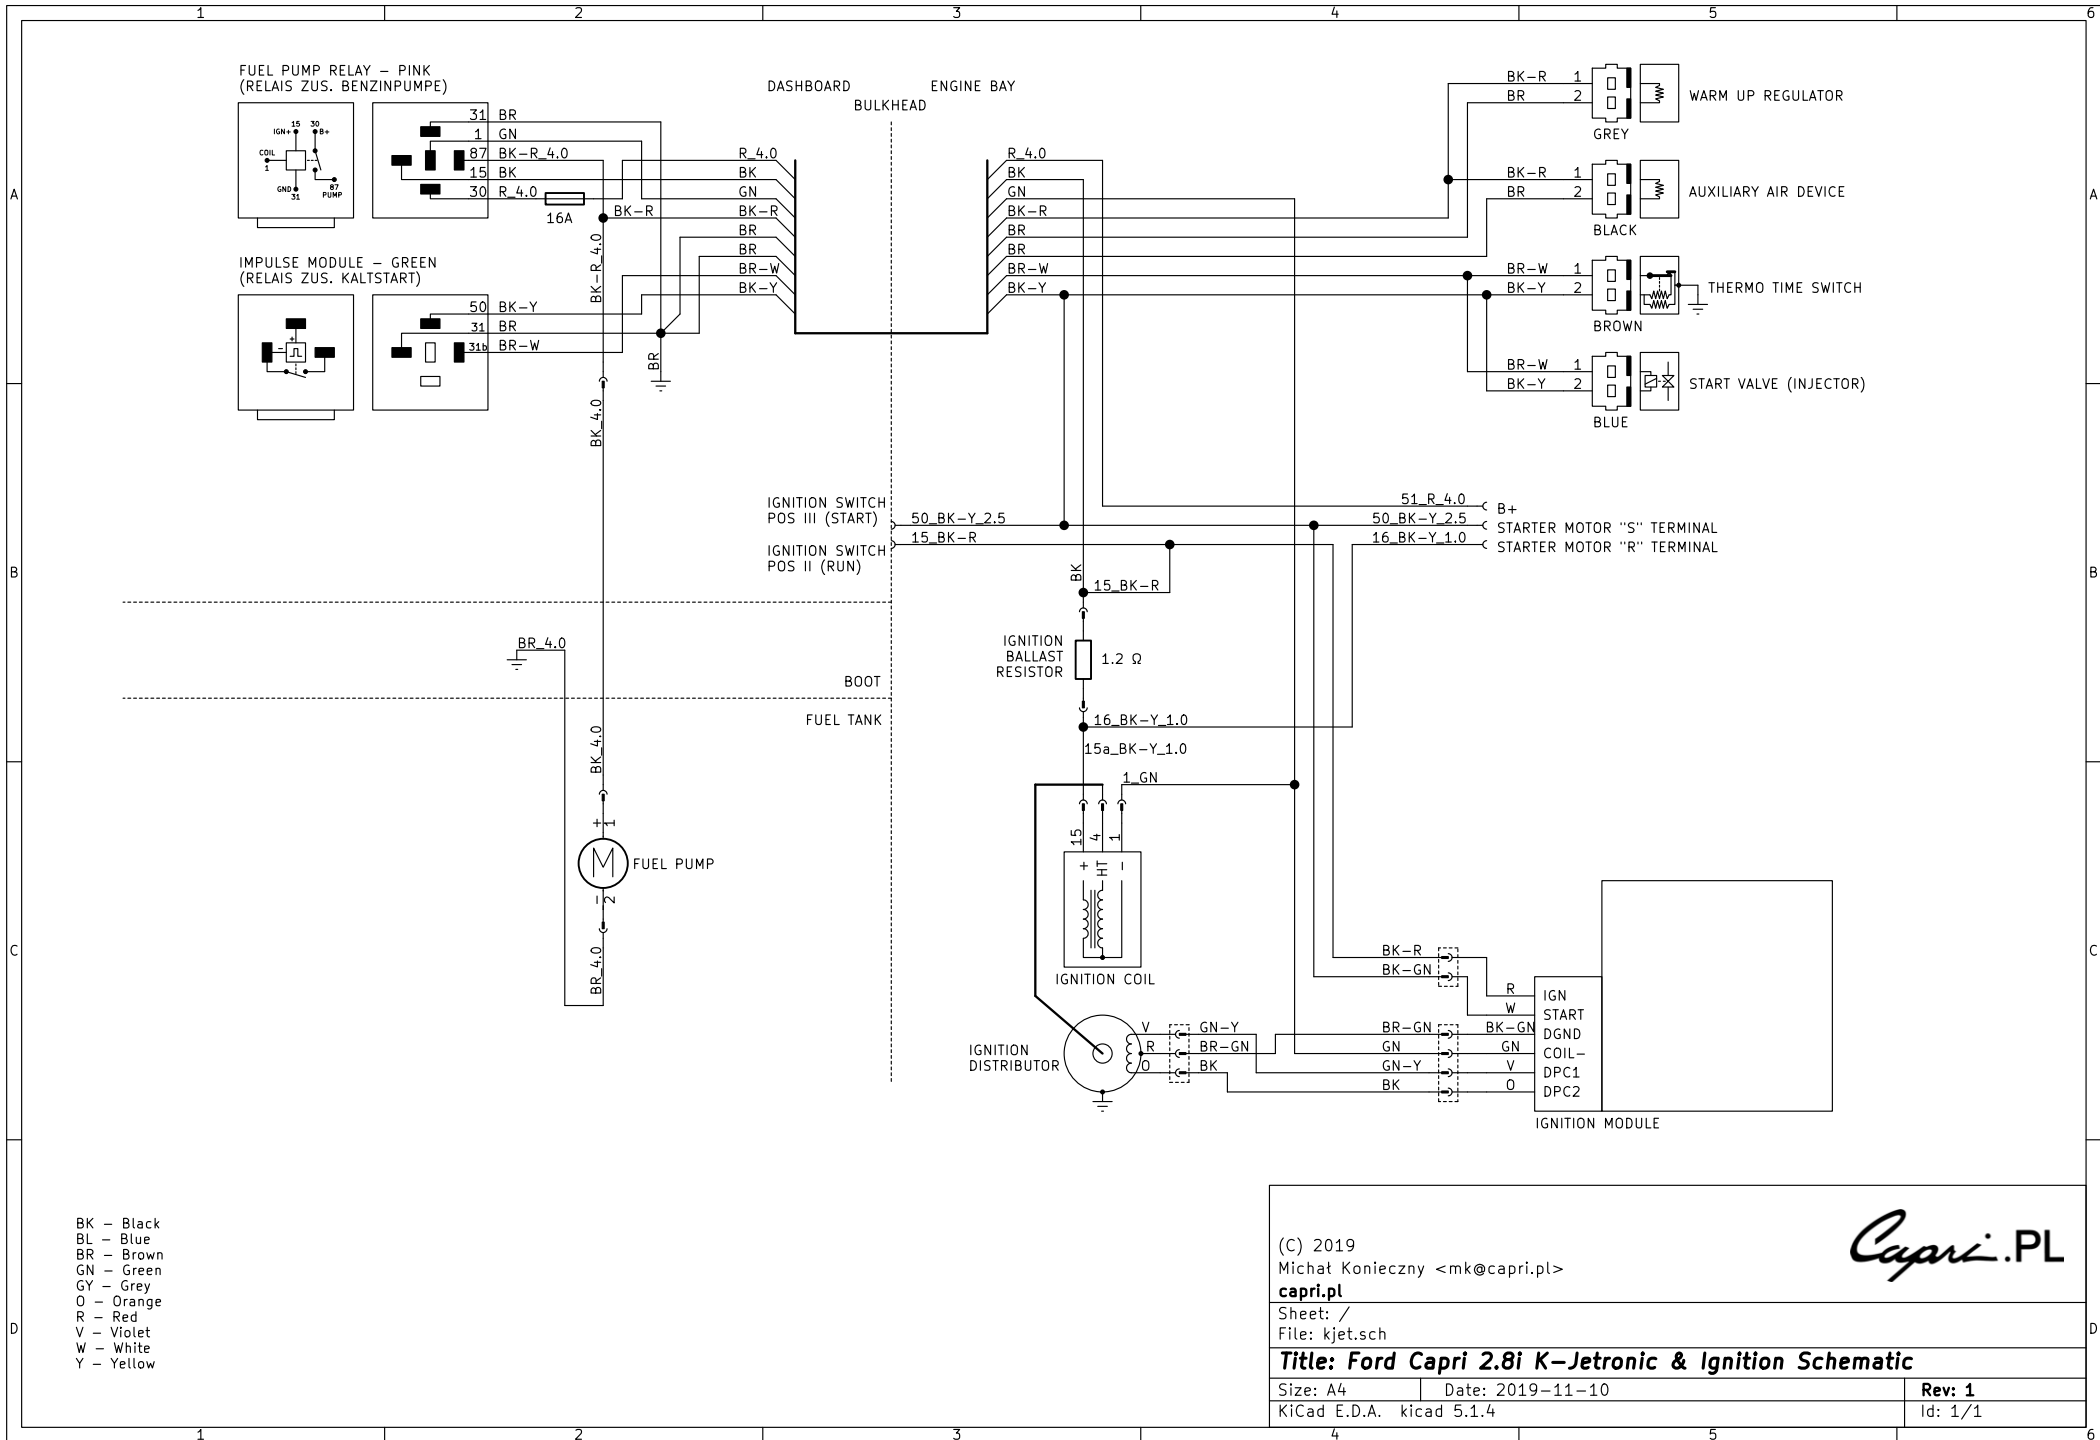 1 2 3 4 5 6
FUEL PUMP RELAY – PINK
(RELAIS ZUS. BENZINPUMPE)
15 30
IGN+ B+
COIL
1
GND
31
87
PUMP
31 BR
1 GN
87 BK-R_4.0
15 BK
30 R_4.0
16A
BK-R
BK-R_4.0
IMPULSE MODULE – GREEN
(RELAIS ZUS. KALTSTART)
+
–
50 BK-Y
31 BR
31b BR-W
BR
BK_4.0
DASHBOARD
ENGINE BAY
BULKHEAD
R_4.0
BK
GN
BK-R
BR
BR
BR-W
BK-Y
R_4.0
BK
GN
BK-R
BR
BR
BR-W
BK-Y
BK-R 1
BR 2
GREY
WARM UP REGULATOR
BK-R 1
BR 2
BLACK
AUXILIARY AIR DEVICE
BR-W 1
BK-Y 2
BROWN
THERMO TIME SWITCH
BR-W 1
BK-Y 2
BLUE
START VALVE (INJECTOR)
A A
IGNITION SWITCH
POS III (START)
50_BK-Y_2.5
IGNITION SWITCH
POS II (RUN)
15_BK-R
51_R_4.0 B+
50_BK-Y_2.5 STARTER MOTOR "S" TERMINAL
16_BK-Y_1.0 STARTER MOTOR "R" TERMINAL
B B
BK
15_BK-R
IGNITION
BALLAST
RESISTOR
1.2 Ω
16_BK-Y_1.0
15a_BK-Y_1.0
1_GN
BR_4.0
BOOT
FUEL TANK
BK_4.0
+ 1
M
FUEL PUMP
– 2
BR_4.0
15 4 1
+ HT –
IGNITION COIL
C C
IGNITION
DISTRIBUTOR
V GN-Y
R BR-GN
O BK
BK-R
BK-GN
R IGN
W START
BR-GN BK-GN DGND
GN GN COIL-
GN-Y V DPC1
BK O DPC2
IGNITION MODULE
BK – Black
BL – Blue
BR – Brown
GN – Green
GY – Grey
O – Orange
R – Red
V – Violet
W – White
Y – Yellow
D D
(C) 2019
Michał Konieczny <mk@capri.pl>
capri.pl
Capri.PL
Sheet: /
File: kjet.sch
Title: Ford Capri 2.8i K-Jetronic & Ignition Schematic
Size: A4 Date: 2019-11-10 Rev: 1
KiCad E.D.A. kicad 5.1.4 Id: 1/1
1 2 3 4 5 6